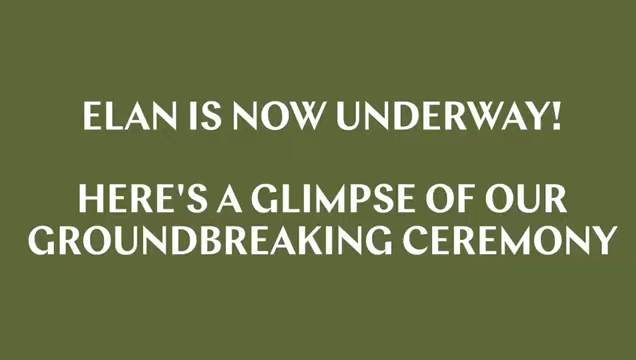 ELAN IS NOW UNDERWAY!
HERE'S A GLIMPSE OF OUR
GROUNDBREAKING CEREMONY